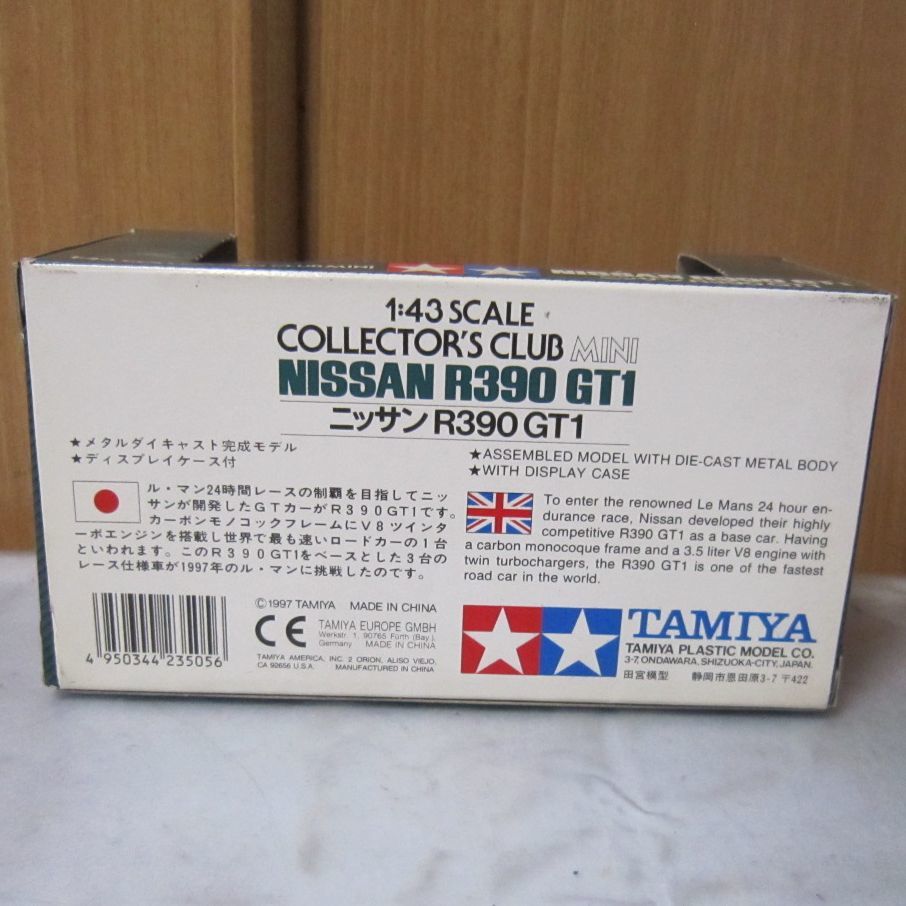 NISSAN
1:43 SCALE
COLLECTOR'S CLUB MINI
NISSAN R390 GT1
ニッサン R390 GT1
★メタルダイキャスト完成モデル
★ディスプレイケース付
★ASSEMBLED MODEL WITH DIE-CAST METAL BODY
★WITH DISPLAY CASE
ル・マン24時間レースの制覇を目指してニッ
サンが開発したGTカーがR390GT1です。
カーボンモノコックフレームにV8ツインタ
ーボエンジンを搭載し世界で最も速いロードカーの1台
といわれます。このR390GT1をベースとした3台の
レース仕様車が1997年のル・マンに挑戦したのです。
To enter the renowned Le Mans 24 hour en-
durance race, Nissan developed their highly
competitive R390 GT1 as a base car. Having
a carbon monocoque frame and a 3.5 liter V8 engine with
twin turbochargers, the R390 GT1 is one of the fastest
road car in the world.
4 950344 235056
©1997 TAMIYA MADE IN CHINA
CE
TAMIYA EUROPE GMBH
Werkstr. 1, 90765 Fürth (Bay.),
MADE IN CHINA
TAMIYA AMERICA, INC. 2 ORION, ALISO VIEJO,
CA 92656 U.S.A. MANUFACTURED IN CHINA
TAMIYA
TAMIYA PLASTIC MODEL CO.
3-7, ONDAWARA, SHIZUOKA-CITY, JAPAN.
田宮模型 静岡市恩田原3-7 〒422